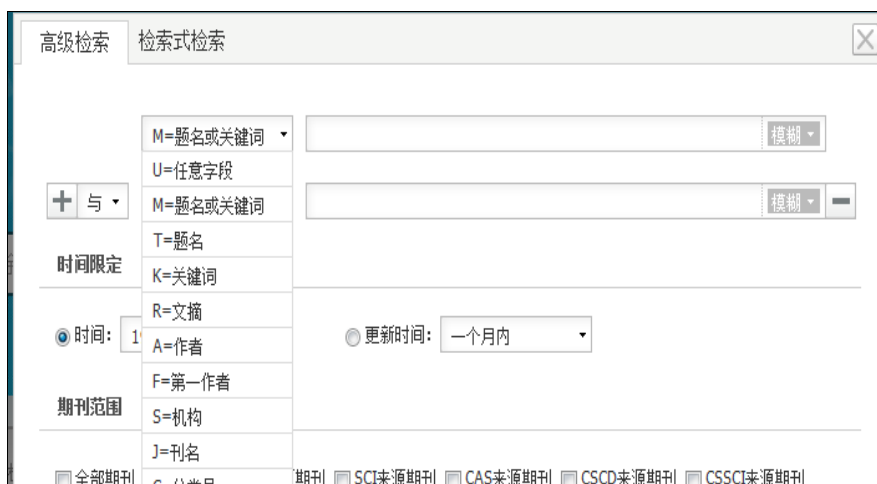 高级检索 检索式检索
M=题名或关键词 模糊
U=任意字段
与 M=题名或关键词 模糊
T=题名
时间限定
K=关键词
R=文摘
时间: 1 更新时间: 一个月内
A=作者
F=第一作者
期刊范围
S=机构
J=刊名
全部期刊 期刊 SCI来源期刊 CAS来源期刊 CSCD来源期刊 CSSCI来源期刊